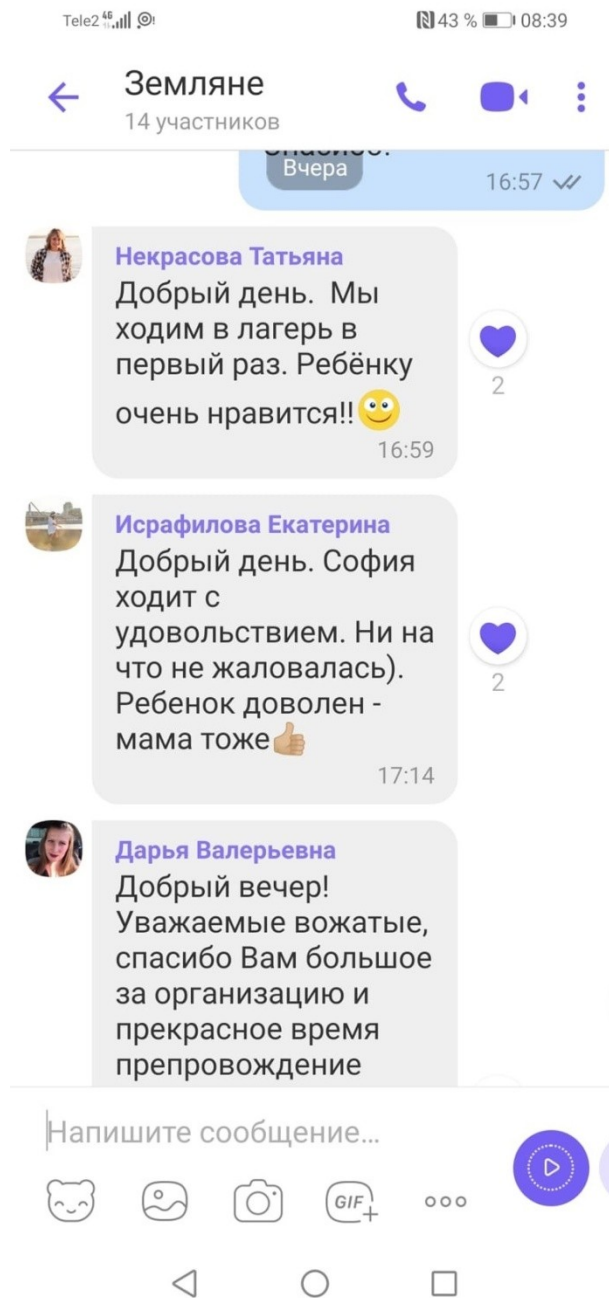 Tele2 4G 43 % 08:39
Земляне
14 участников
Спасибо!
Вчера
16:57
Некрасова Татьяна
Добрый день. Мы
ходим в лагерь в
первый раз. Ребёнку
очень нравится!!
16:59
2
Исрафилова Екатерина
Добрый день. София
ходит с
удовольствием. Ни на
что не жаловалась).
Ребенок доволен -
мама тоже
17:14
2
Дарья Валерьевна
Добрый вечер!
Уважаемые вожатые,
спасибо Вам большое
за организацию и
прекрасное время
препровождение
Напишите сообщение...
GIF